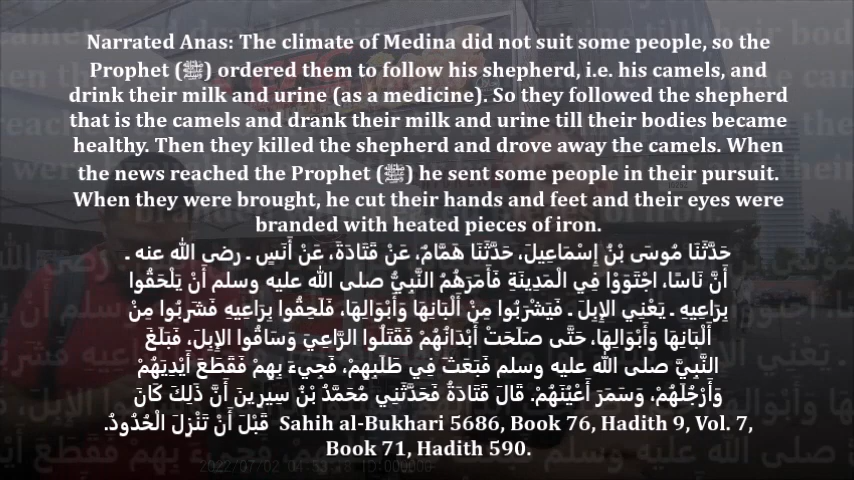 Narrated Anas: The climate of Medina did not suit some people, so the
Prophet (ﷺ) ordered them to follow his shepherd, i.e. his camels, and
drink their milk and urine (as a medicine). So they followed the shepherd
that is the camels and drank their milk and urine till their bodies became
healthy. Then they killed the shepherd and drove away the camels. When
the news reached the Prophet (ﷺ) he sent some people in their pursuit.
When they were brought, he cut their hands and feet and their eyes were
branded with heated pieces of iron.
حَدَّثَنَا مُوسَى بْنُ إِسْمَاعِيلَ، حَدَّثَنَا هَمَّامٌ، عَنْ قَتَادَةَ، عَنْ أَنَسٍ ـ رضى الله عنه ـ
أَنَّ نَاسًا، اجْتَوَوْا فِي الْمَدِينَةِ فَأَمَرَهُمُ النَّبِيُّ صلى الله عليه وسلم أَنْ يَلْحَقُوا
بِرَاعِيهِ ـ يَعْنِي الإِبِلَ ـ فَيَشْرَبُوا مِنْ أَلْبَانِهَا وَأَبْوَالِهَا، فَلَحِقُوا بِرَاعِيهِ فَشَرِبُوا مِنْ
أَلْبَانِهَا وَأَبْوَالِهَا، حَتَّى صَلَحَتْ أَبْدَانُهُمْ فَقَتَلُوا الرَّاعِيَ وَسَاقُوا الإِبِلَ، فَبَلَغَ
النَّبِيَّ صلى الله عليه وسلم فَبَعَثَ فِي طَلَبِهِمْ، فَجِيءَ بِهِمْ فَقَطَعَ أَيْدِيَهُمْ
وَأَرْجُلَهُمْ، وَسَمَرَ أَعْيُنَهُمْ. قَالَ قَتَادَةُ فَحَدَّثَنِي مُحَمَّدُ بْنُ سِيرِينَ أَنَّ ذَلِكَ كَانَ
قَبْلَ أَنْ تَنْزِلَ الْحُدُودُ. Sahih al-Bukhari 5686, Book 76, Hadith 9, Vol. 7,
Book 71, Hadith 590.